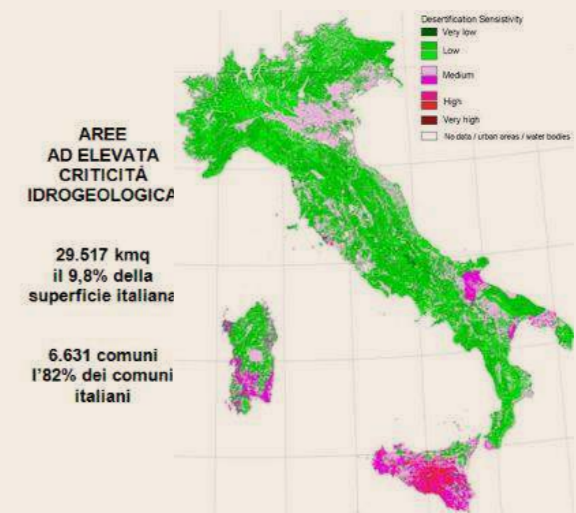 Desertification Sensistivity
Very low
Low
Medium
High
Very high
No data / urban areas / water bodies
AREE
AD ELEVATA
CRITICITÀ
IDROGEOLOGICA
29.517 kmq
il 9,8% della
superficie italiana
6.631 comuni
l'82% dei comuni
italiani